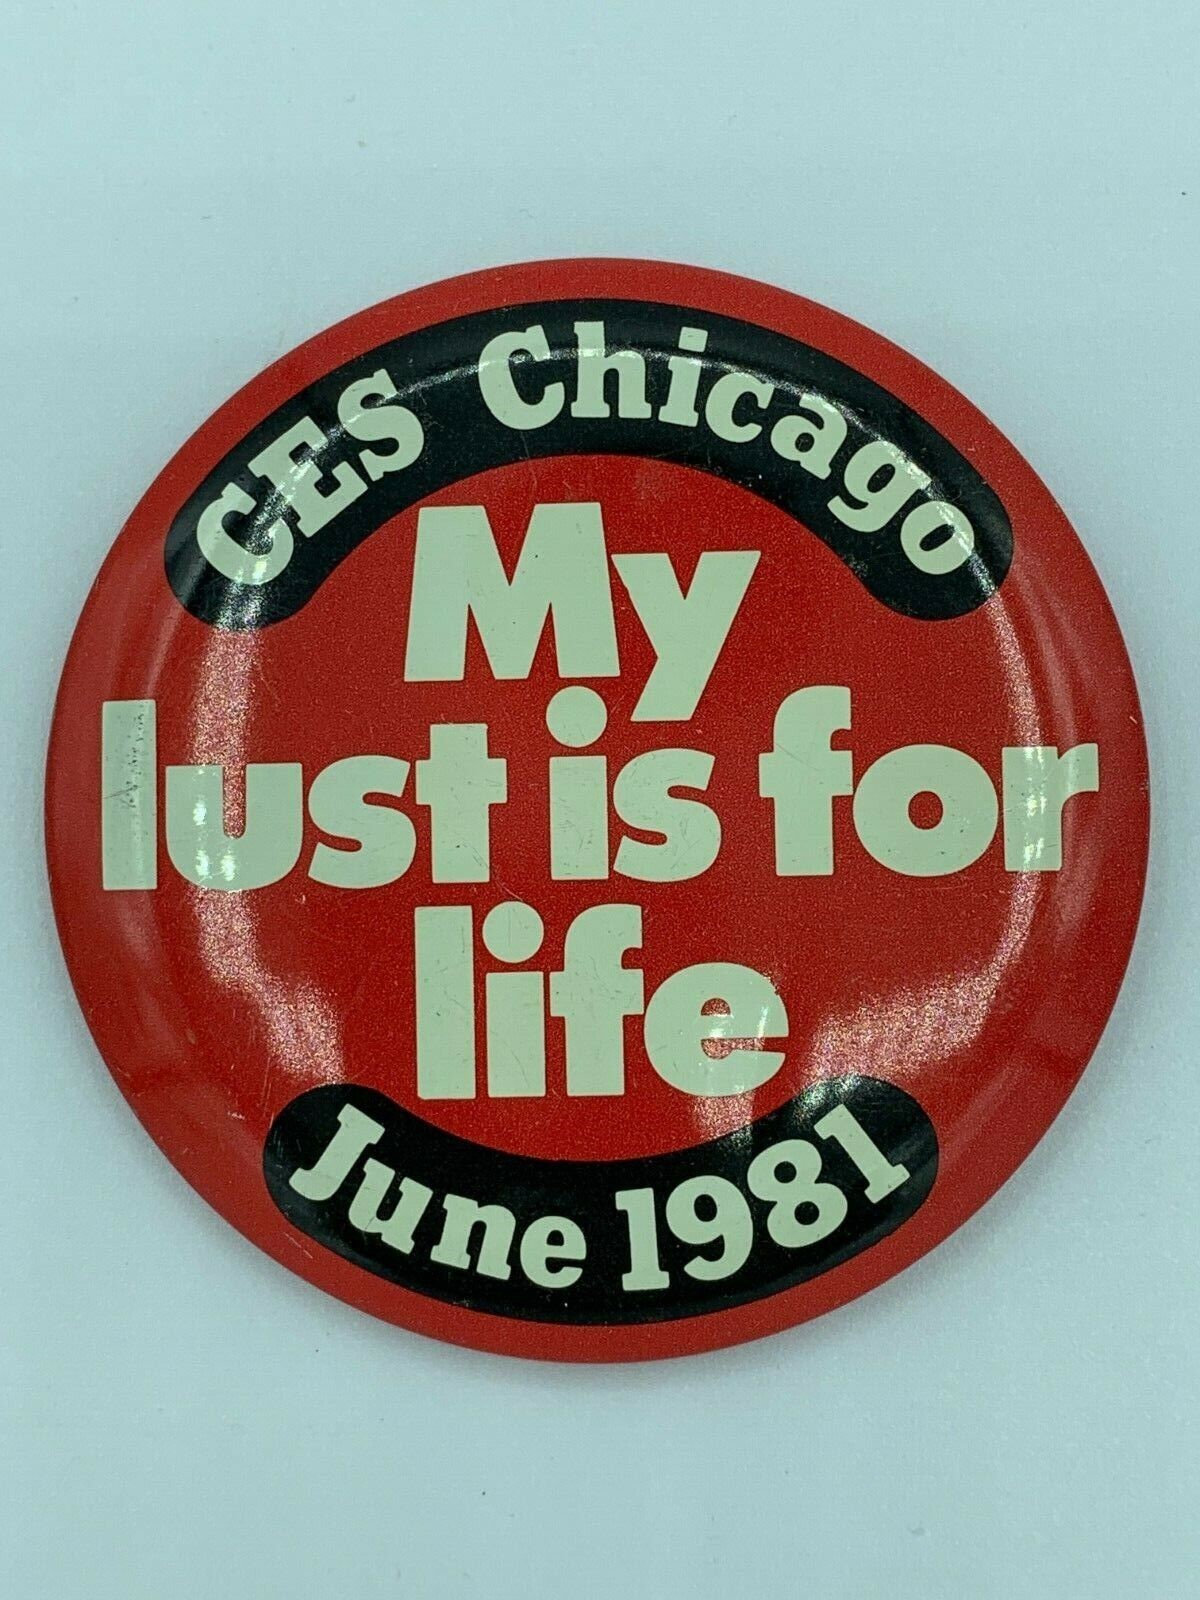 CES Chicago
My
lust is for
life
June 1981